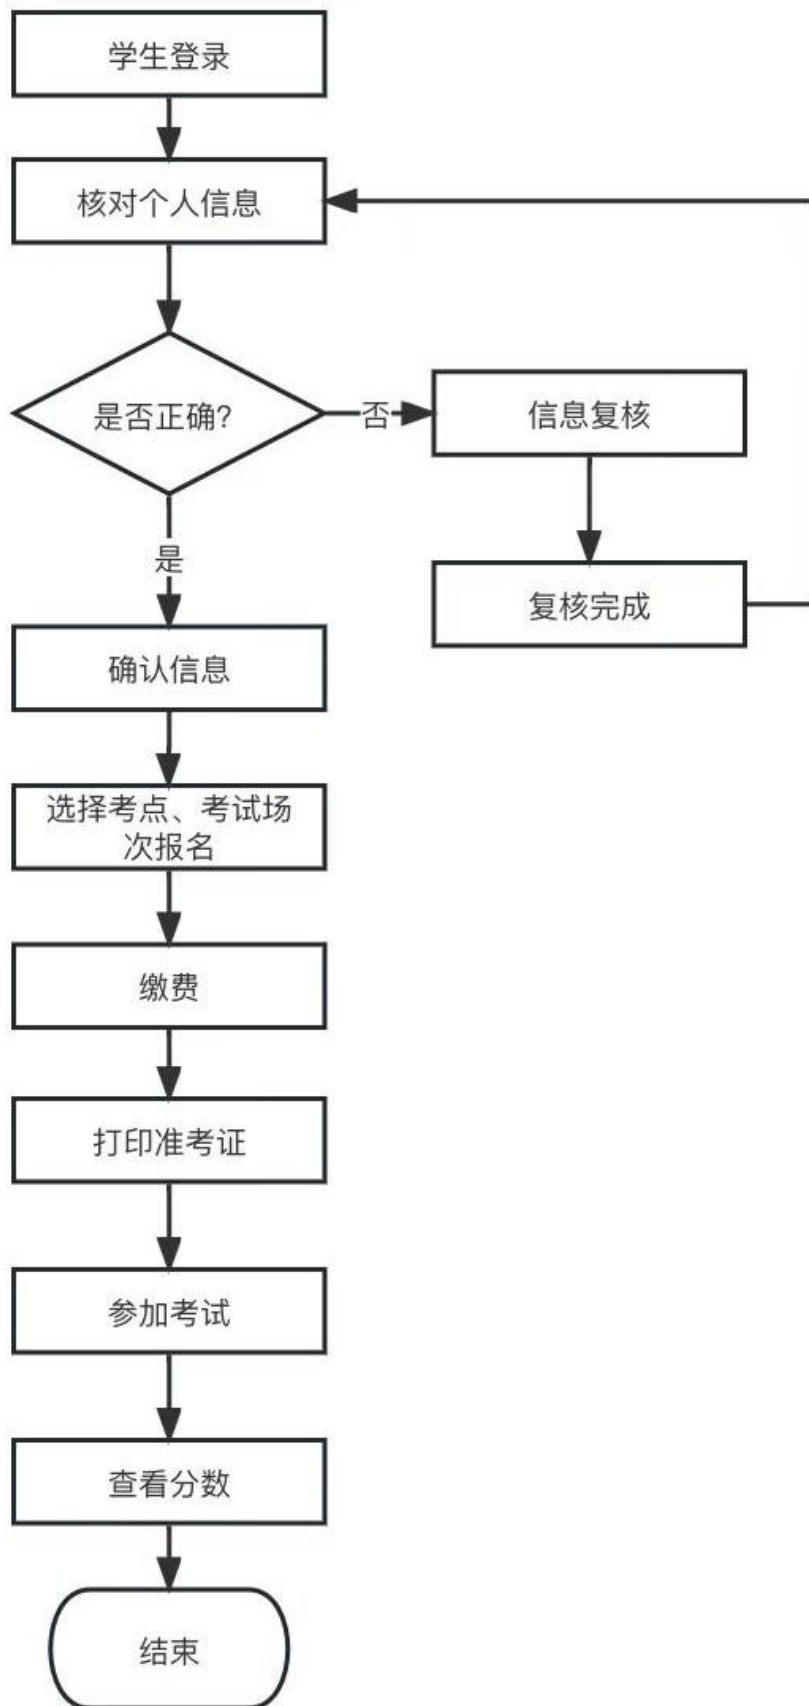 学生登录
核对个人信息
是否正确?
否
信息复核
是
复核完成
确认信息
选择考点、考试场
次报名
缴费
打印准考证
参加考试
查看分数
结束